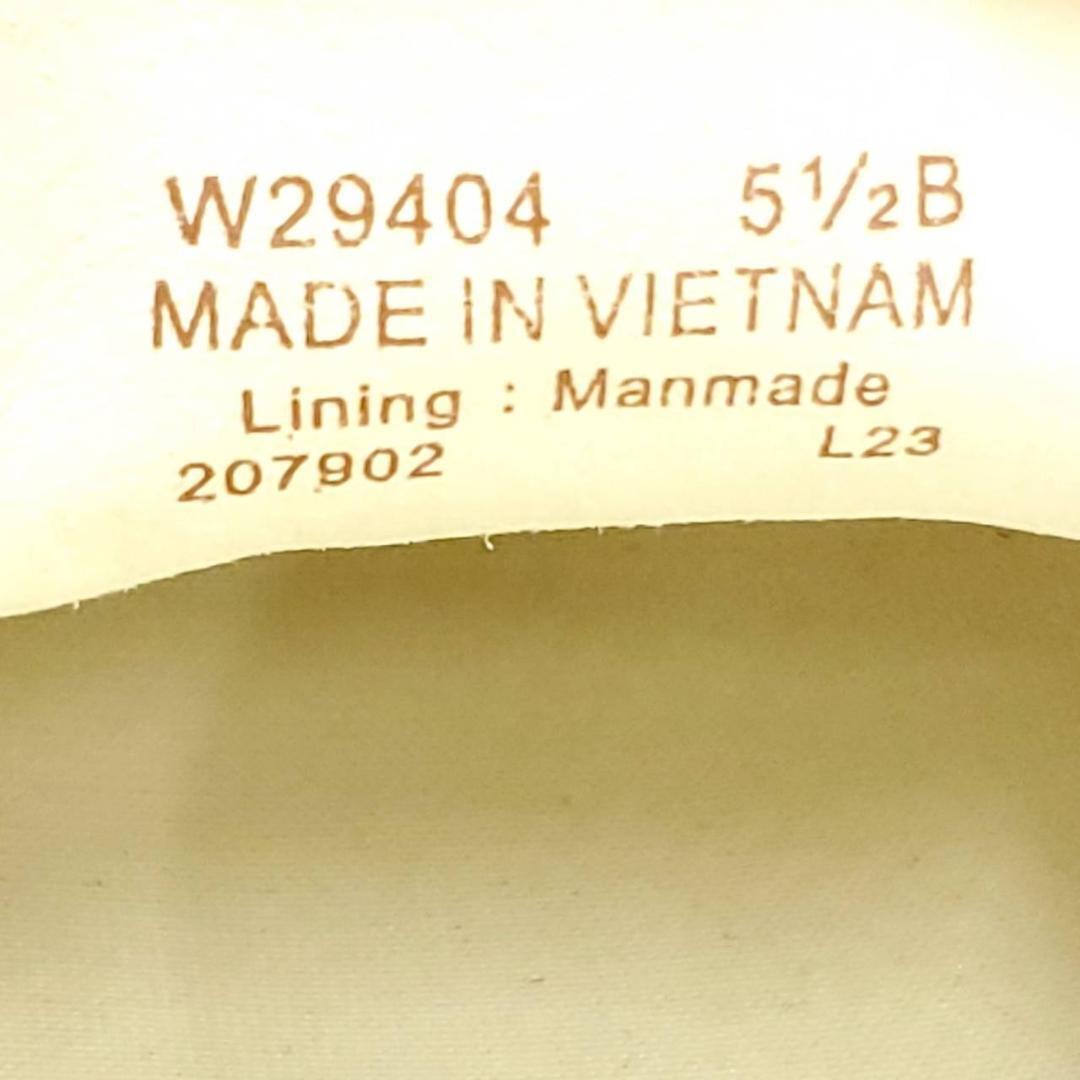 W29404 5½B
MADE IN VIETNAM
Lining : Manmade
207902 L23